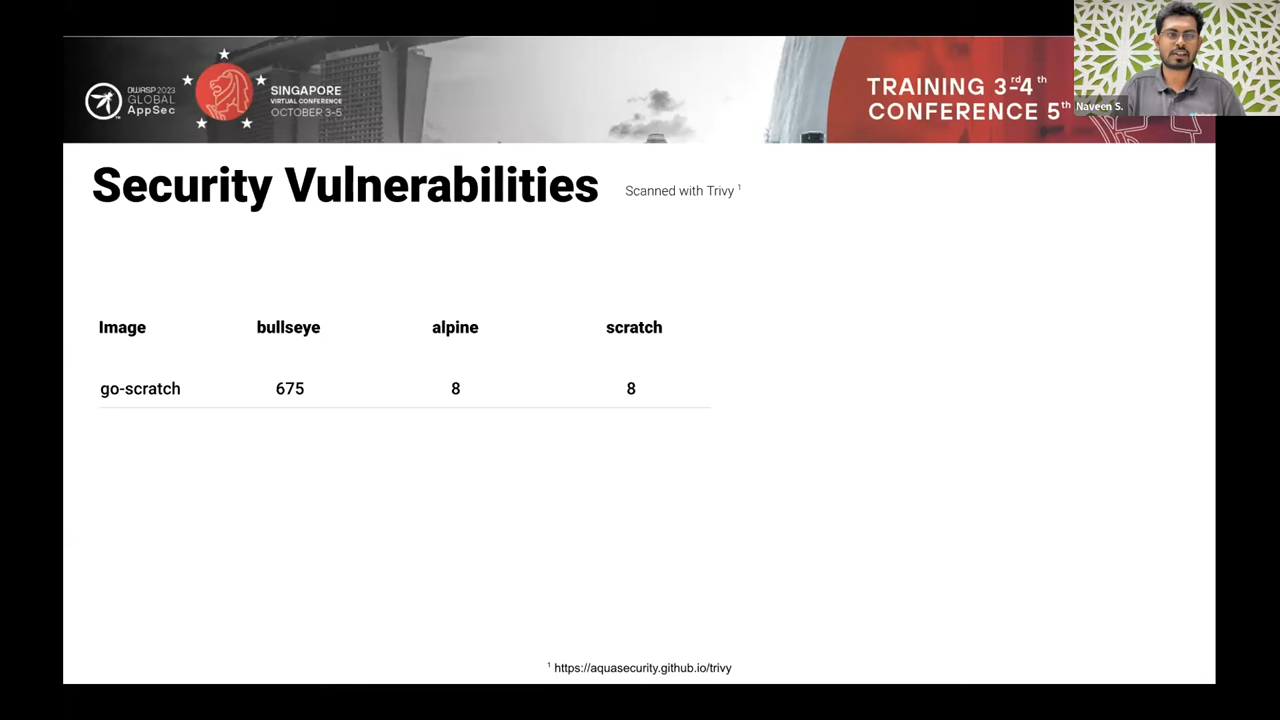 OWASP 2023
GLOBAL
AppSec
SINGAPORE
VIRTUAL CONFERENCE
OCTOBER 3-5
TRAINING 3rd-4th
CONFERENCE 5th
Naveen S.
Security Vulnerabilities Scanned with Trivy 1
Image bullseye alpine scratch
go-scratch 675 8 8
1 https://aquasecurity.github.io/trivy